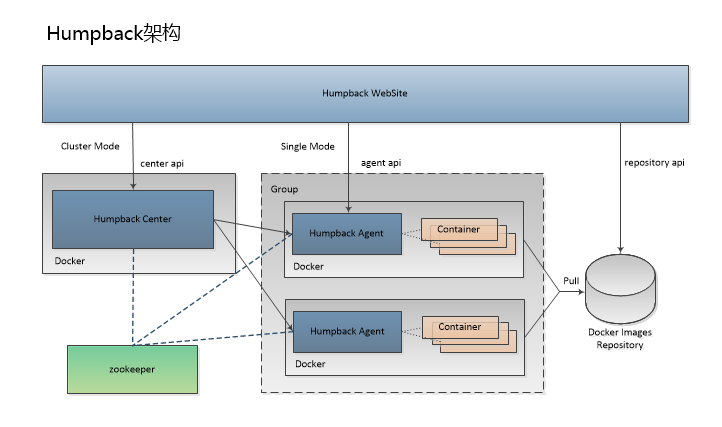 Humpback架构
Humpback WebSite
Cluster Mode
center api
Single Mode
agent api
repository api
Group
Humpback Center
Docker
Humpback Agent
Container
Docker
Humpback Agent
Container
Docker
Pull
Docker Images
Repository
zookeeper